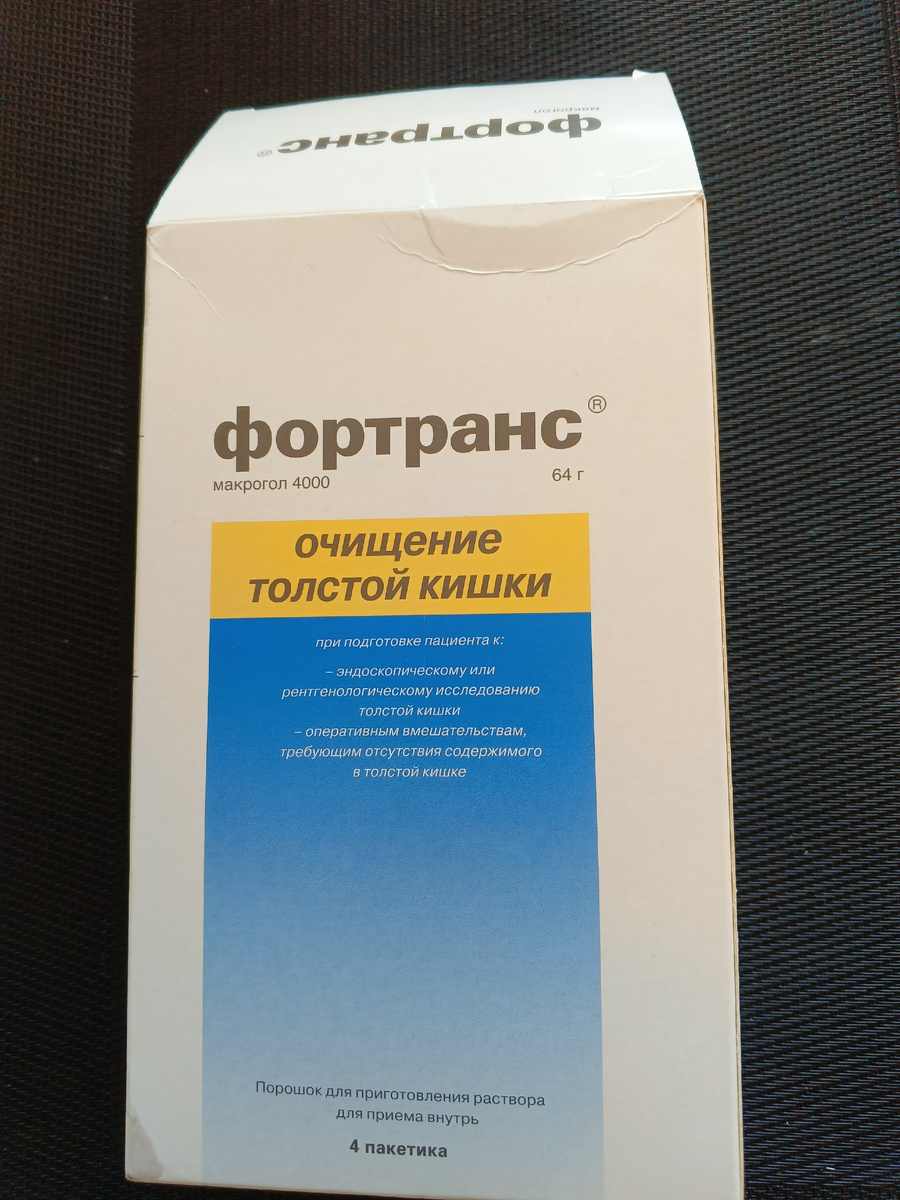 макрогол
фортранс®
фортранс®
макрогол 4000 64 г
очищение
толстой кишки
при подготовке пациента к:
– эндоскопическому или
рентгенологическому исследованию
толстой кишки
– оперативным вмешательствам,
требующим отсутствия содержимого
в толстой кишке
Порошок для приготовления раствора
для приема внутрь
4 пакетика